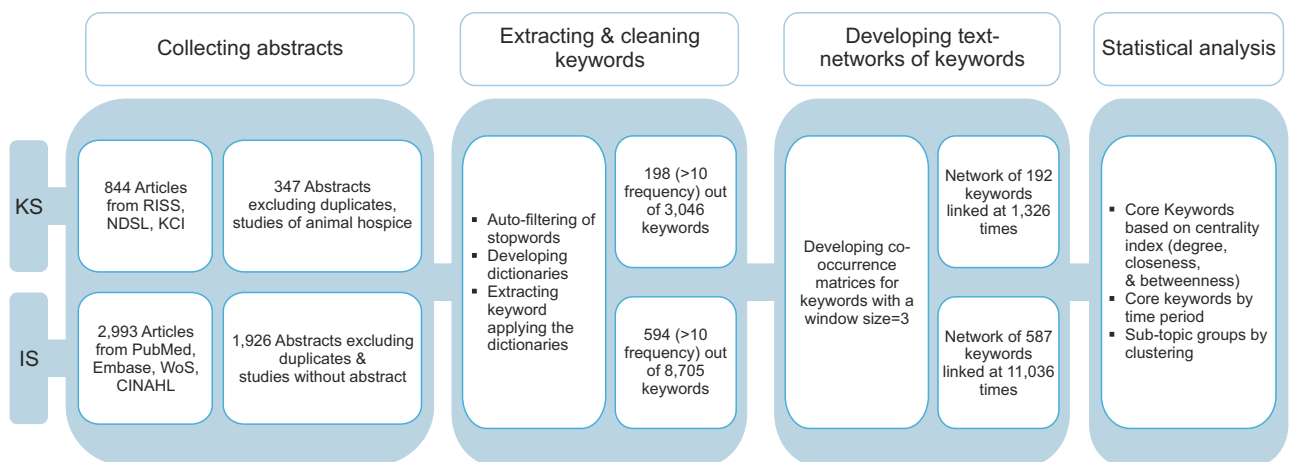 Collecting abstracts
Extracting & cleaning
keywords
Developing text-
networks of keywords
Statistical analysis
KS
844 Articles
from RISS,
NDSL, KCI
347 Abstracts
excluding duplicates,
studies of animal hospice
IS
2,993 Articles
from PubMed,
Embase, WoS,
CINAHL
1,926 Abstracts excluding
duplicates &
studies without abstract
▪ Auto-filtering of
stopwords
▪ Developing
dictionaries
▪ Extracting
keyword
applying the
dictionaries
198 (>10
frequency) out
of 3,046
keywords
594 (>10
frequency) out
of 8,705
keywords
Developing co-
occurrence
matrices for
keywords with a
window size=3
Network of 192
keywords
linked at 1,326
times
Network of 587
keywords
linked at 11,036
times
▪ Core Keywords
based on centrality
index (degree,
closeness,
& betweenness)
▪ Core keywords by
time period
▪ Sub-topic groups by
clustering